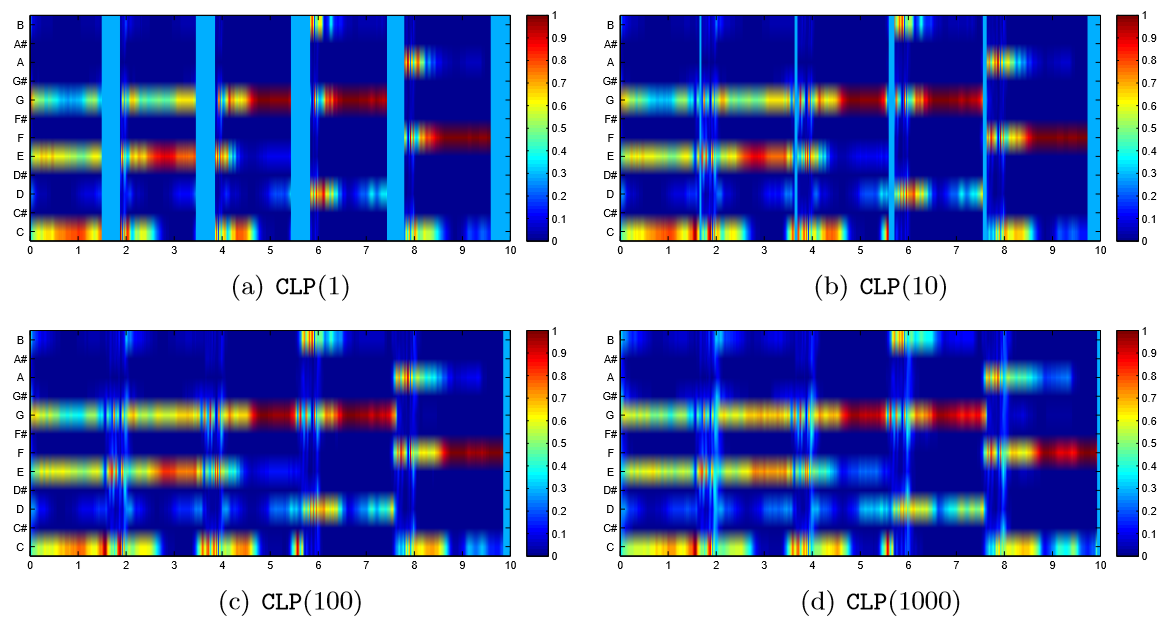 B
A#
A
G#
G
F#
F
E
D#
D
C#
C
0 1 2 3 4 5 6 7 8 9 10
1
0.9
0.8
0.7
0.6
0.5
0.4
0.3
0.2
0.1
0
(a) CLP(1)
B
A#
A
G#
G
F#
F
E
D#
D
C#
C
0 1 2 3 4 5 6 7 8 9 10
1
0.9
0.8
0.7
0.6
0.5
0.4
0.3
0.2
0.1
0
(b) CLP(10)
B
A#
A
G#
G
F#
F
E
D#
D
C#
C
0 1 2 3 4 5 6 7 8 9 10
1
0.9
0.8
0.7
0.6
0.5
0.4
0.3
0.2
0.1
0
(c) CLP(100)
B
A#
A
G#
G
F#
F
E
D#
D
C#
C
0 1 2 3 4 5 6 7 8 9 10
1
0.9
0.8
0.7
0.6
0.5
0.4
0.3
0.2
0.1
0
(d) CLP(1000)